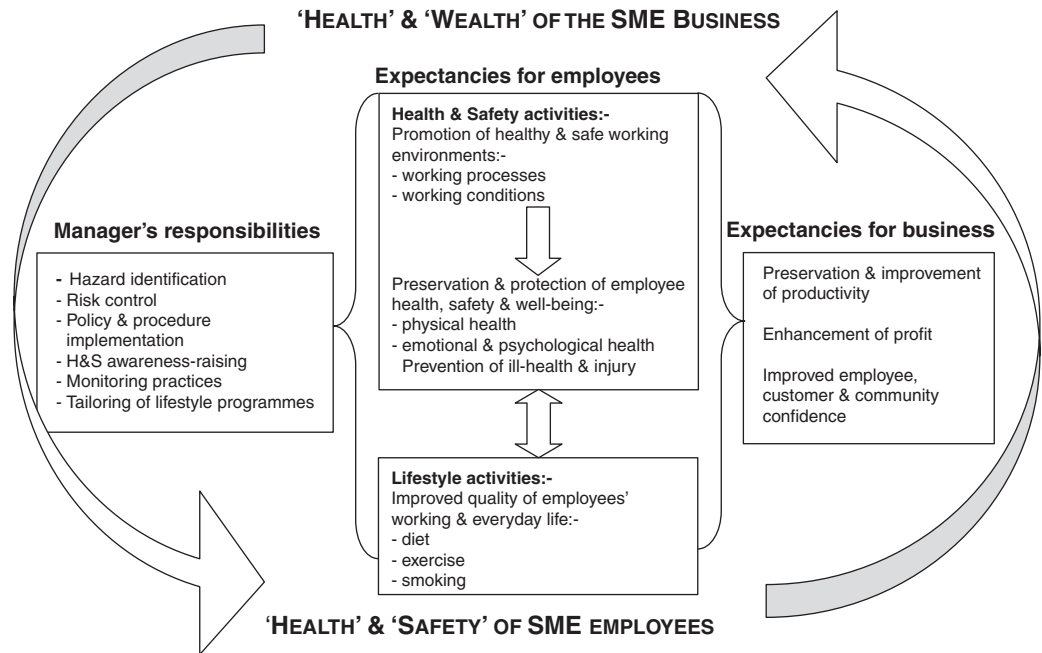 ‘HEALTH’ & ‘WEALTH’ OF THE SME BUSINESS
Expectancies for employees
Health & Safety activities:-
Promotion of healthy & safe working
environments:-
- working processes
- working conditions
Preservation & protection of employee
health, safety & well-being:-
- physical health
- emotional & psychological health
Prevention of ill-health & injury
Manager’s responsibilities
- Hazard identification
- Risk control
- Policy & procedure
implementation
- H&S awareness-raising
- Monitoring practices
- Tailoring of lifestyle programmes
Expectancies for business
Preservation & improvement
of productivity
Enhancement of profit
Improved employee,
customer & community
confidence
Lifestyle activities:-
Improved quality of employees’
working & everyday life:-
- diet
- exercise
- smoking
‘HEALTH’ & ‘SAFETY’ OF SME EMPLOYEES